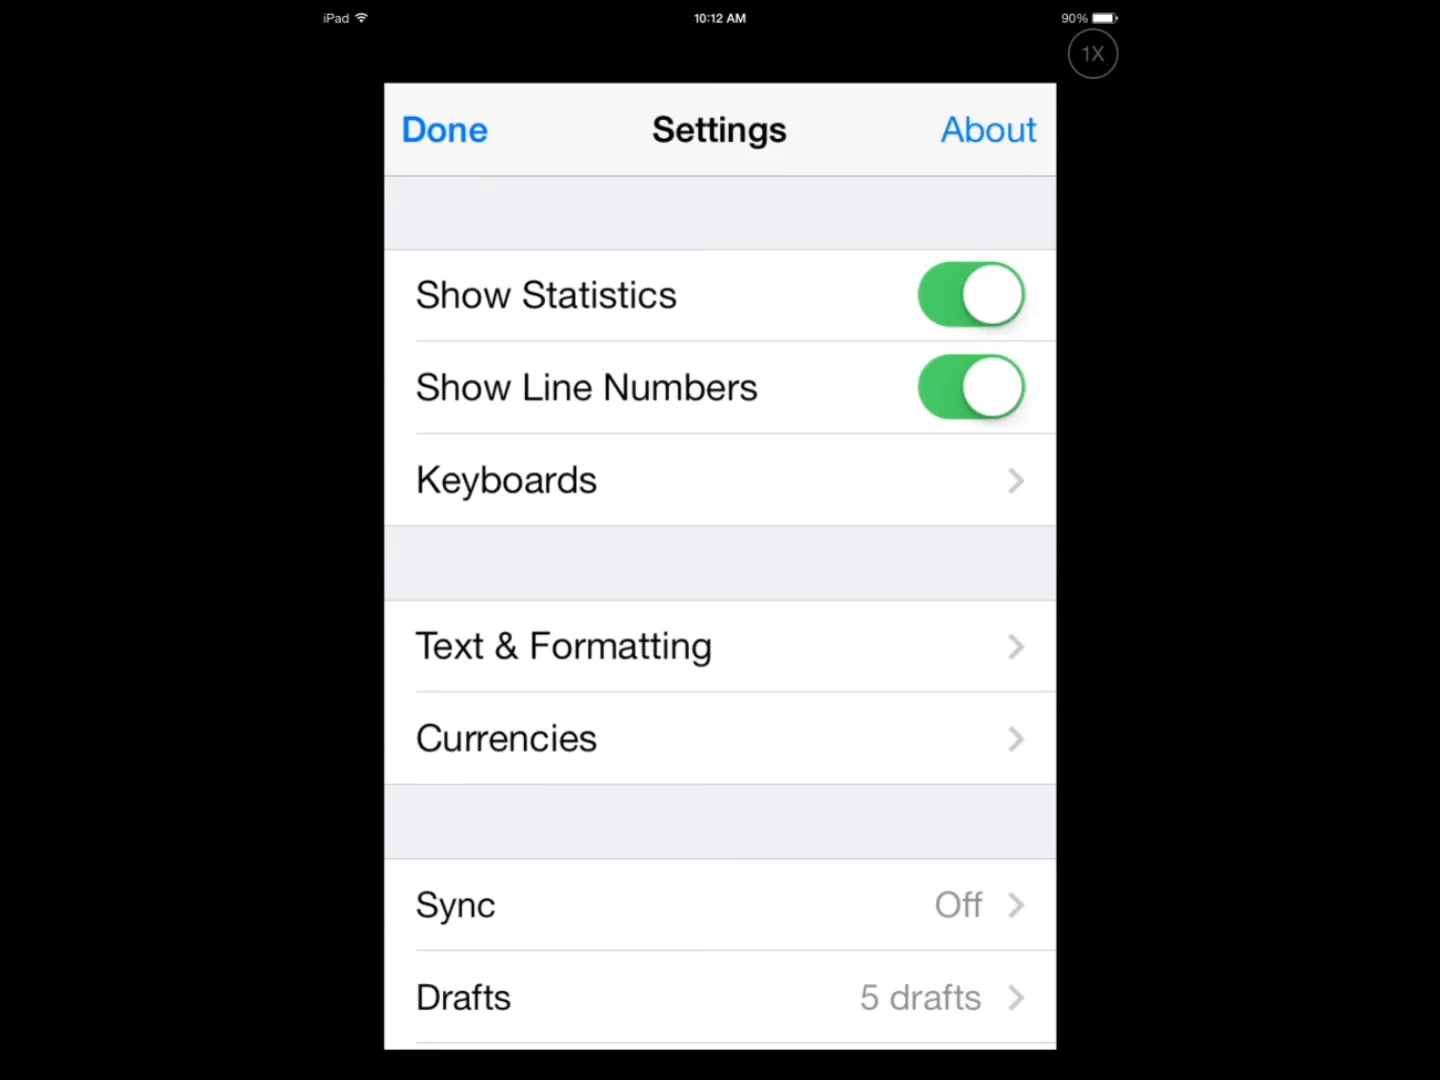 iPad 10:12 AM 90%
1X
Done Settings About
Show Statistics
Show Line Numbers
Keyboards
Text & Formatting
Currencies
Sync Off
Drafts 5 drafts